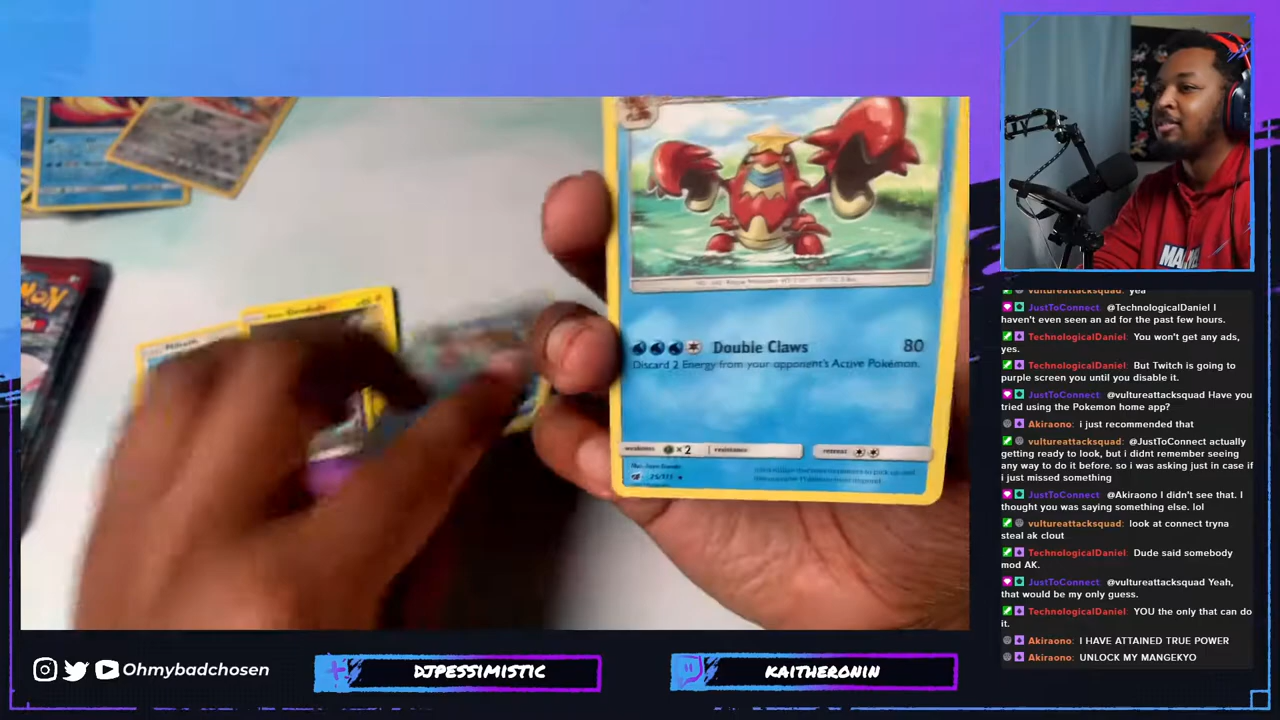 Double Claws 80
Discard 2 Energy from your opponent's Active Pokémon.
weakness ×2 resistance retreat
vultureattacksquad: yea
JustToConnect: @TechnologicalDaniel I
haven't even seen an ad for the past few hours.
TechnologicalDaniel: You won't get any ads,
yes.
TechnologicalDaniel: But Twitch is going to
purple screen you until you disable it.
JustToConnect: @vultureattacksquad Have you
tried using the Pokemon home app?
Akiraono: i just recommended that
vultureattacksquad: @JustToConnect actually
getting ready to look, but i didnt remember seeing
any way to do it before. so i was asking just in case if
i just missed something
JustToConnect: @Akiraono I didn't see that. I
thought you was saying something else. lol
vultureattacksquad: look at connect tryna
steal ak clout
TechnologicalDaniel: Dude said somebody
mod AK.
JustToConnect: @vultureattacksquad Yeah,
that would be my only guess.
TechnologicalDaniel: YOU the only that can do
it.
Akiraono: I HAVE ATTAINED TRUE POWER
Akiraono: UNLOCK MY MANGEKYO
Ohmybadchosen
DJPESSIMISTIC
KAITHERONIN